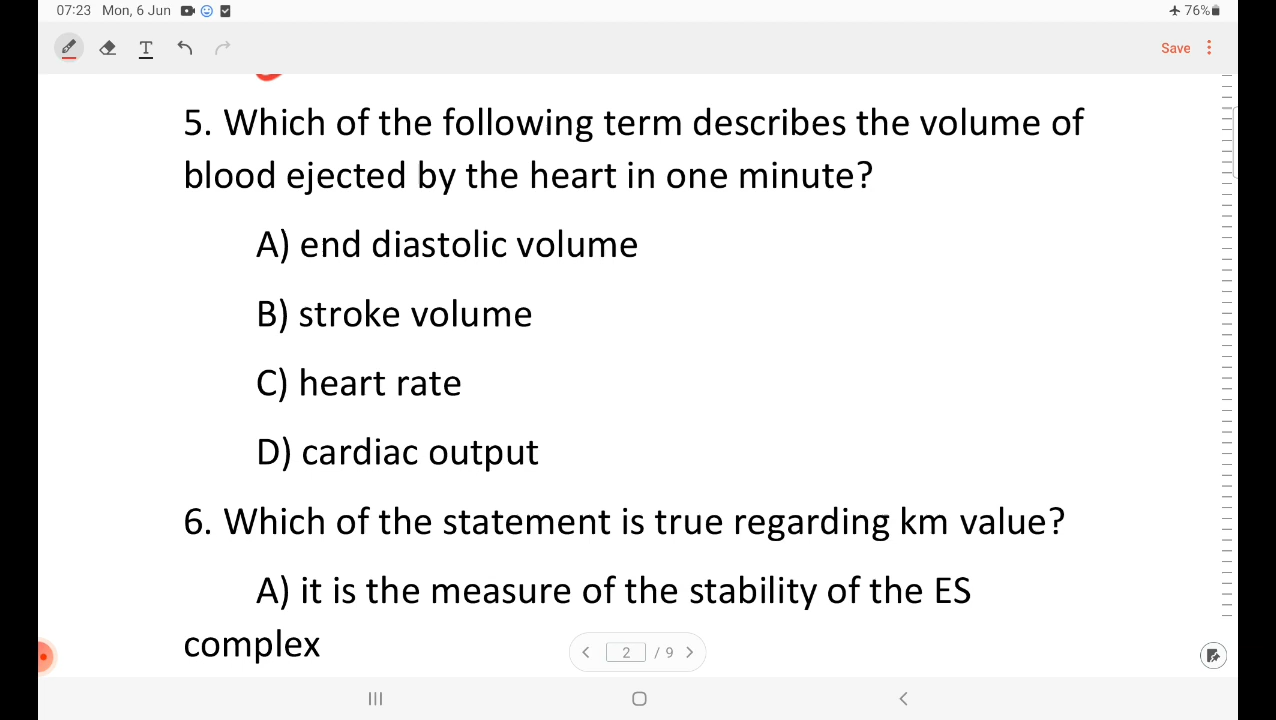 07:23 Mon, 6 Jun 76%
T Save
5. Which of the following term describes the volume of
blood ejected by the heart in one minute?
A) end diastolic volume
B) stroke volume
C) heart rate
D) cardiac output
6. Which of the statement is true regarding km value?
A) it is the measure of the stability of the ES
complex
2 / 9